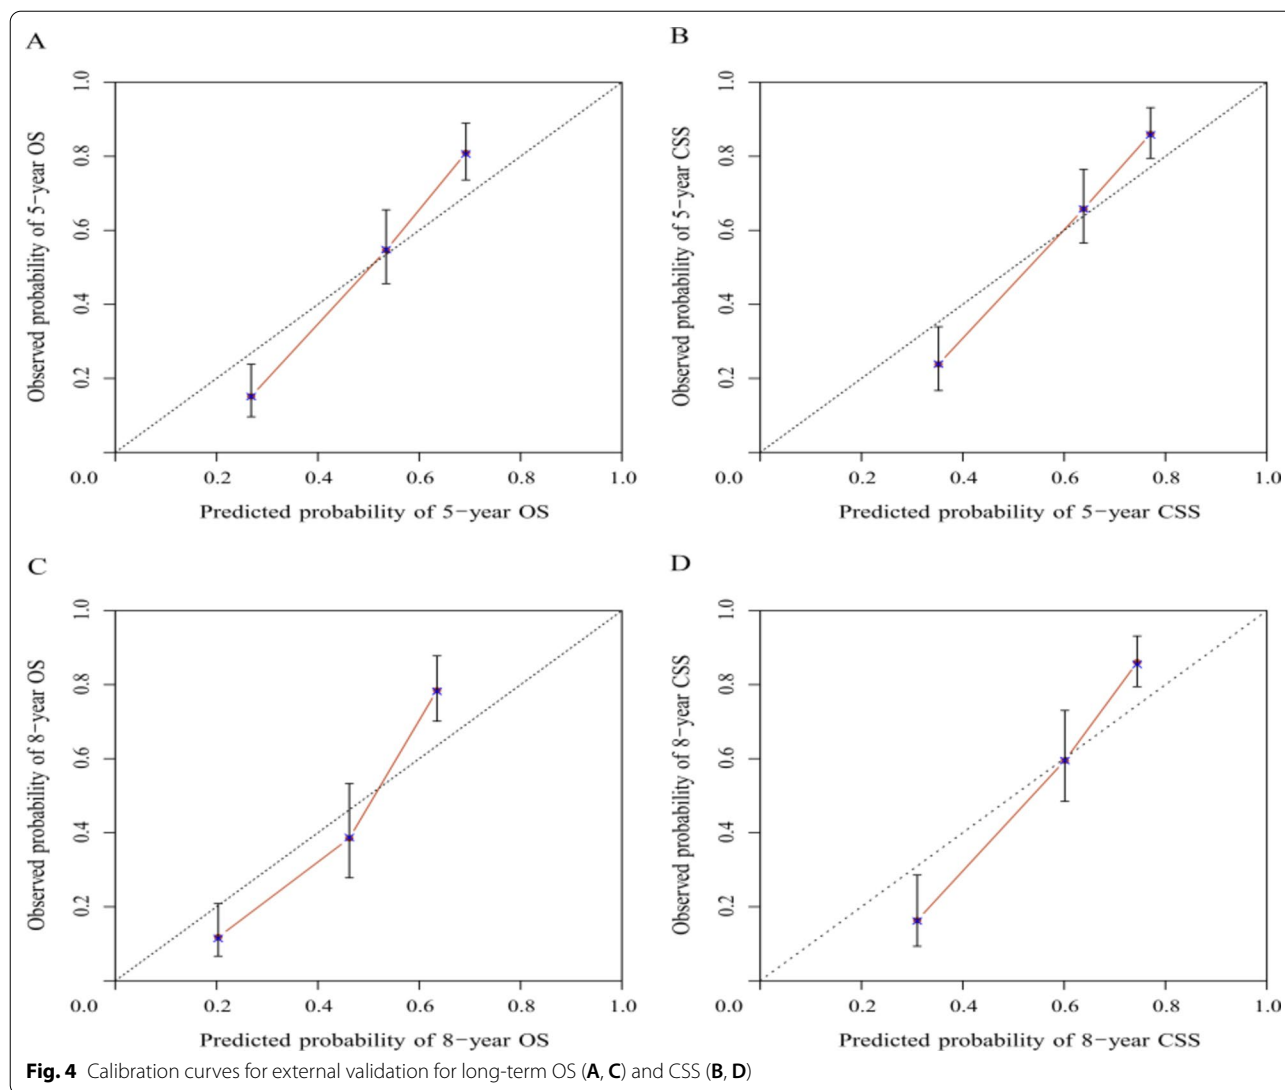 A
Observed probability of 5−year OS
1.0
0.8
0.6
0.4
0.2
0.0 0.2 0.4 0.6 0.8 1.0
Predicted probability of 5−year OS
B
Observed probability of 5−year CSS
1.0
0.8
0.6
0.4
0.2
0.0 0.2 0.4 0.6 0.8 1.0
Predicted probability of 5−year CSS
C
Observed probability of 8−year OS
1.0
0.8
0.6
0.4
0.2
0.0 0.2 0.4 0.6 0.8 1.0
Predicted probability of 8−year OS
D
Observed probability of 8−year CSS
1.0
0.8
0.6
0.4
0.2
0.0 0.2 0.4 0.6 0.8 1.0
Predicted probability of 8−year CSS
Fig. 4 Calibration curves for external validation for long-term OS (A, C) and CSS (B, D)